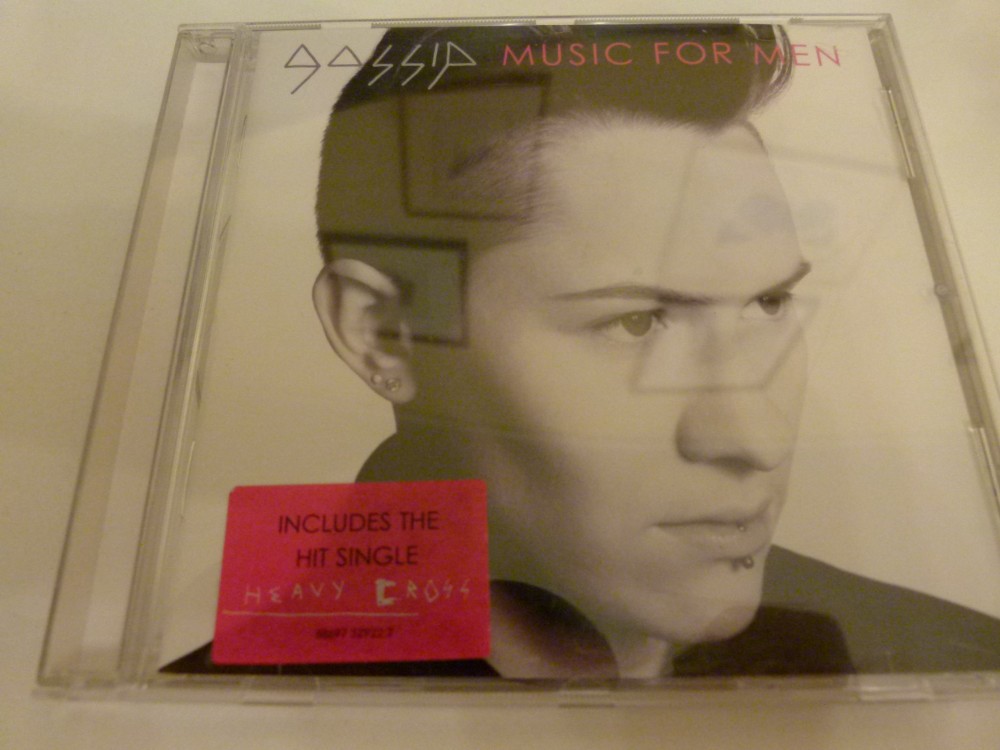 gossip MUSIC FOR MEN
INCLUDES THE
HIT SINGLE
HEAVY CROSS